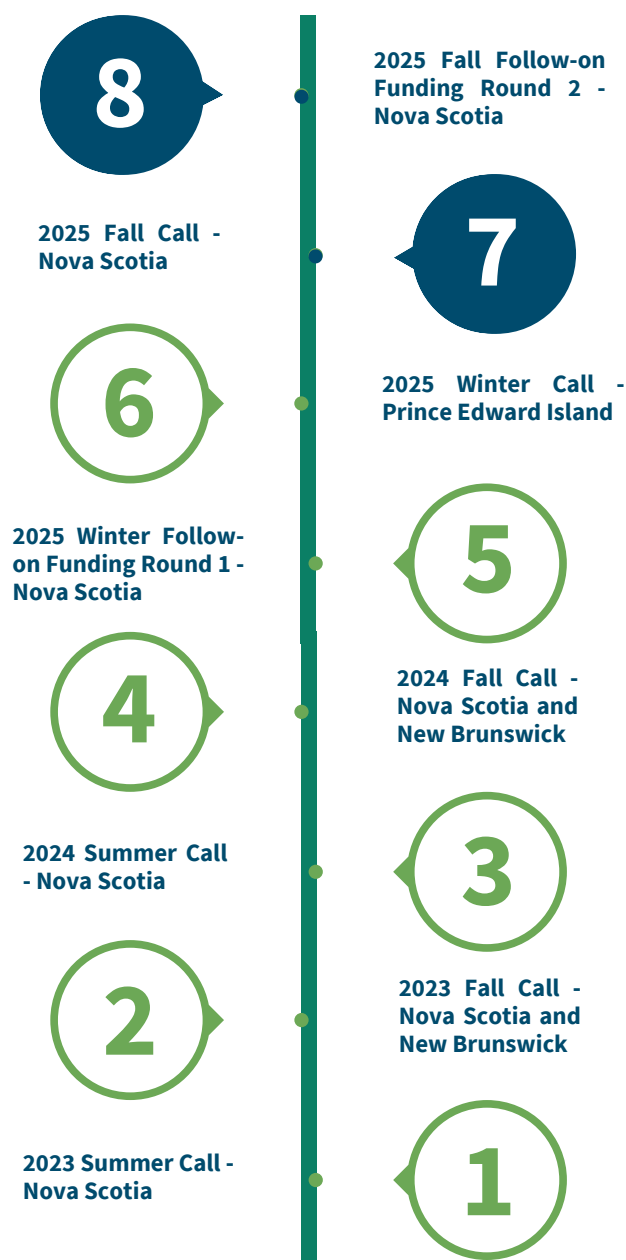 8
2025 Fall Follow-on
Funding Round 2 -
Nova Scotia
7
2025 Fall Call -
Nova Scotia
6
2025 Winter Call -
Prince Edward Island
5
2025 Winter Follow-
on Funding Round 1 -
Nova Scotia
4
2024 Fall Call -
Nova Scotia and
New Brunswick
3
2024 Summer Call
- Nova Scotia
2
2023 Fall Call -
Nova Scotia and
New Brunswick
1
2023 Summer Call -
Nova Scotia